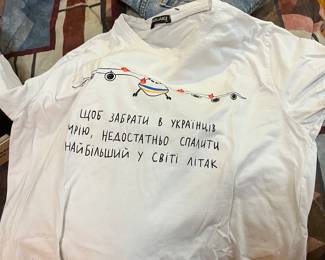 ЩОБ ЗАБРАТИ В УКРАЇНЦІВ
МРІЮ, НЕДОСТАТНЬО СПАЛИТИ
НАЙБІЛЬШИЙ У СВІТІ ЛІТАК